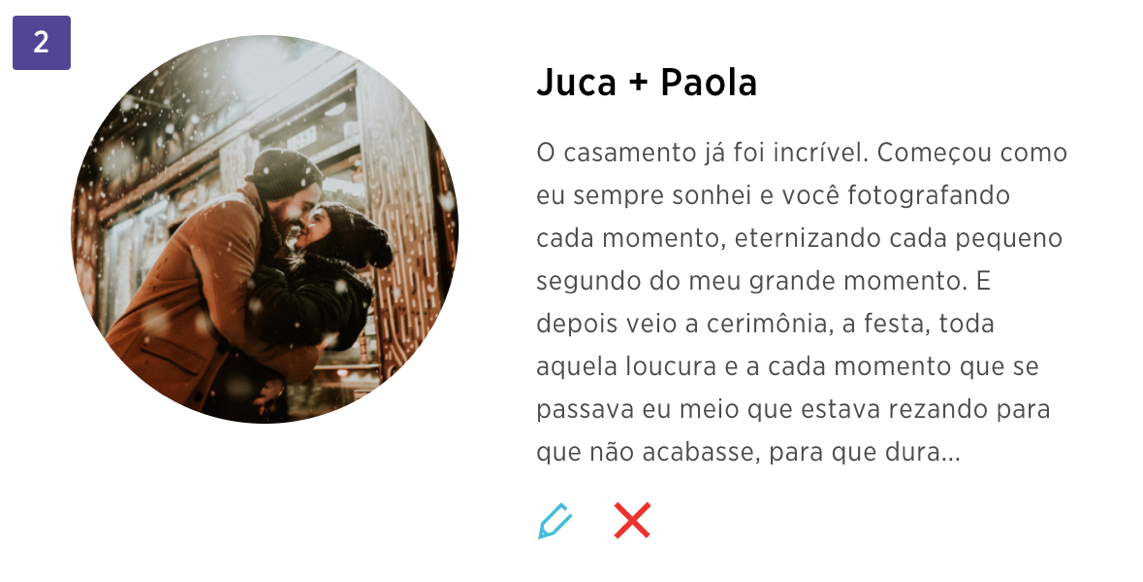 2
Juca + Paola
O casamento já foi incrível. Começou como
eu sempre sonhei e você fotografando
cada momento, eternizando cada pequeno
segundo do meu grande momento. E
depois veio a cerimônia, a festa, toda
aquela loucura e a cada momento que se
passava eu meio que estava rezando para
que não acabasse, para que dura...